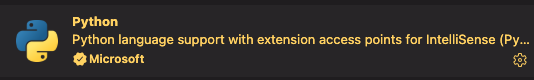 Python
Python language support with extension access points for IntelliSense (Py...
Microsoft